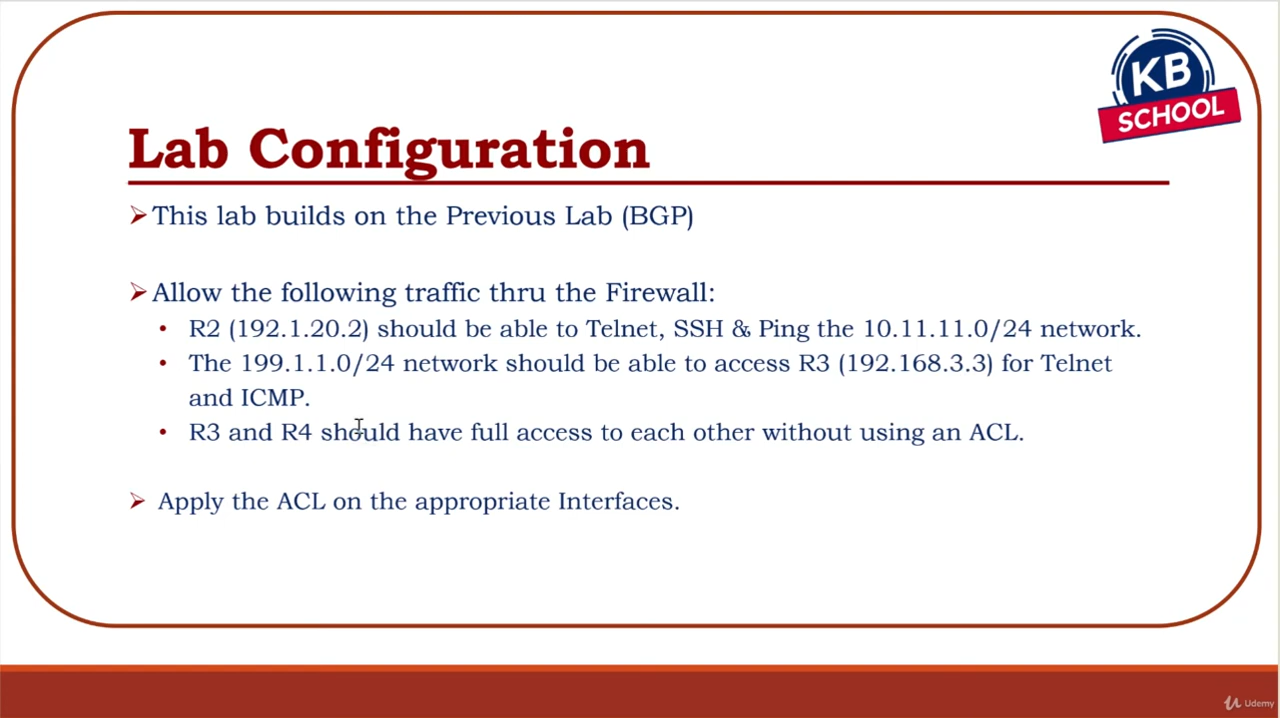 KB
SCHOOL
Lab Configuration
➢This lab builds on the Previous Lab (BGP)
➢Allow the following traffic thru the Firewall:
• R2 (192.1.20.2) should be able to Telnet, SSH & Ping the 10.11.11.0/24 network.
• The 199.1.1.0/24 network should be able to access R3 (192.168.3.3) for Telnet
and ICMP.
• R3 and R4 should have full access to each other without using an ACL.
➢ Apply the ACL on the appropriate Interfaces.
Udemy